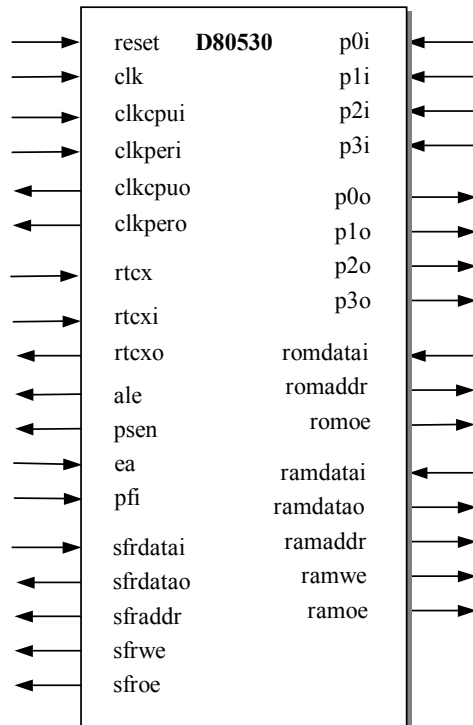 reset D80530 p0i
clk p1i
clkcpui p2i
clkperi p3i
clkcpuo p0o
clkpero p1o
rtcx p2o
p3o
rtcxi
rtcxo romdatai
ale romaddr
psen romoe
ea ramdatai
pfi ramdatao
sfrdatai ramaddr
sfrdatao ramwe
sfraddr ramoe
sfrwe
sfroe